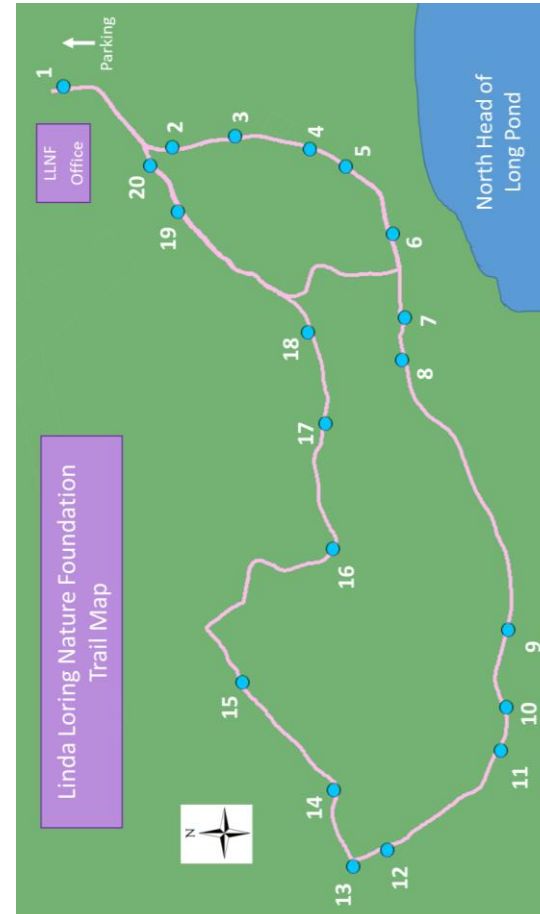 Linda Loring Nature Foundation
Trail Map
N
LLNF
Office
Parking
1
2
3
4
5
6
7
8
9
10
11
12
13
14
15
16
17
18
19
20
North Head of
Long Pond